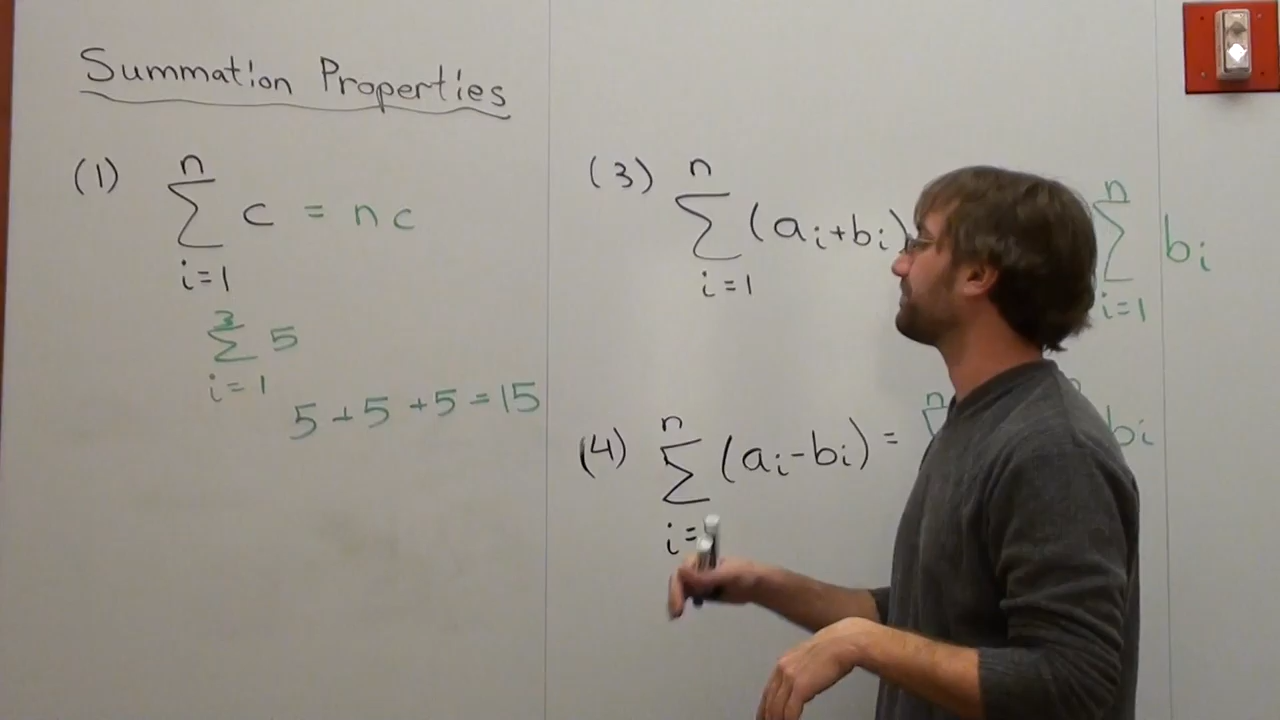 Summation Properties
(1) n
∑ c = nc
i=1
3
∑ 5
i=1
5+5+5=15
(3) n
∑ (aᵢ+bᵢ)
i=1
n
∑ bᵢ
i=1
(4) n
∑ (aᵢ-bᵢ) =
i=
n
bᵢ